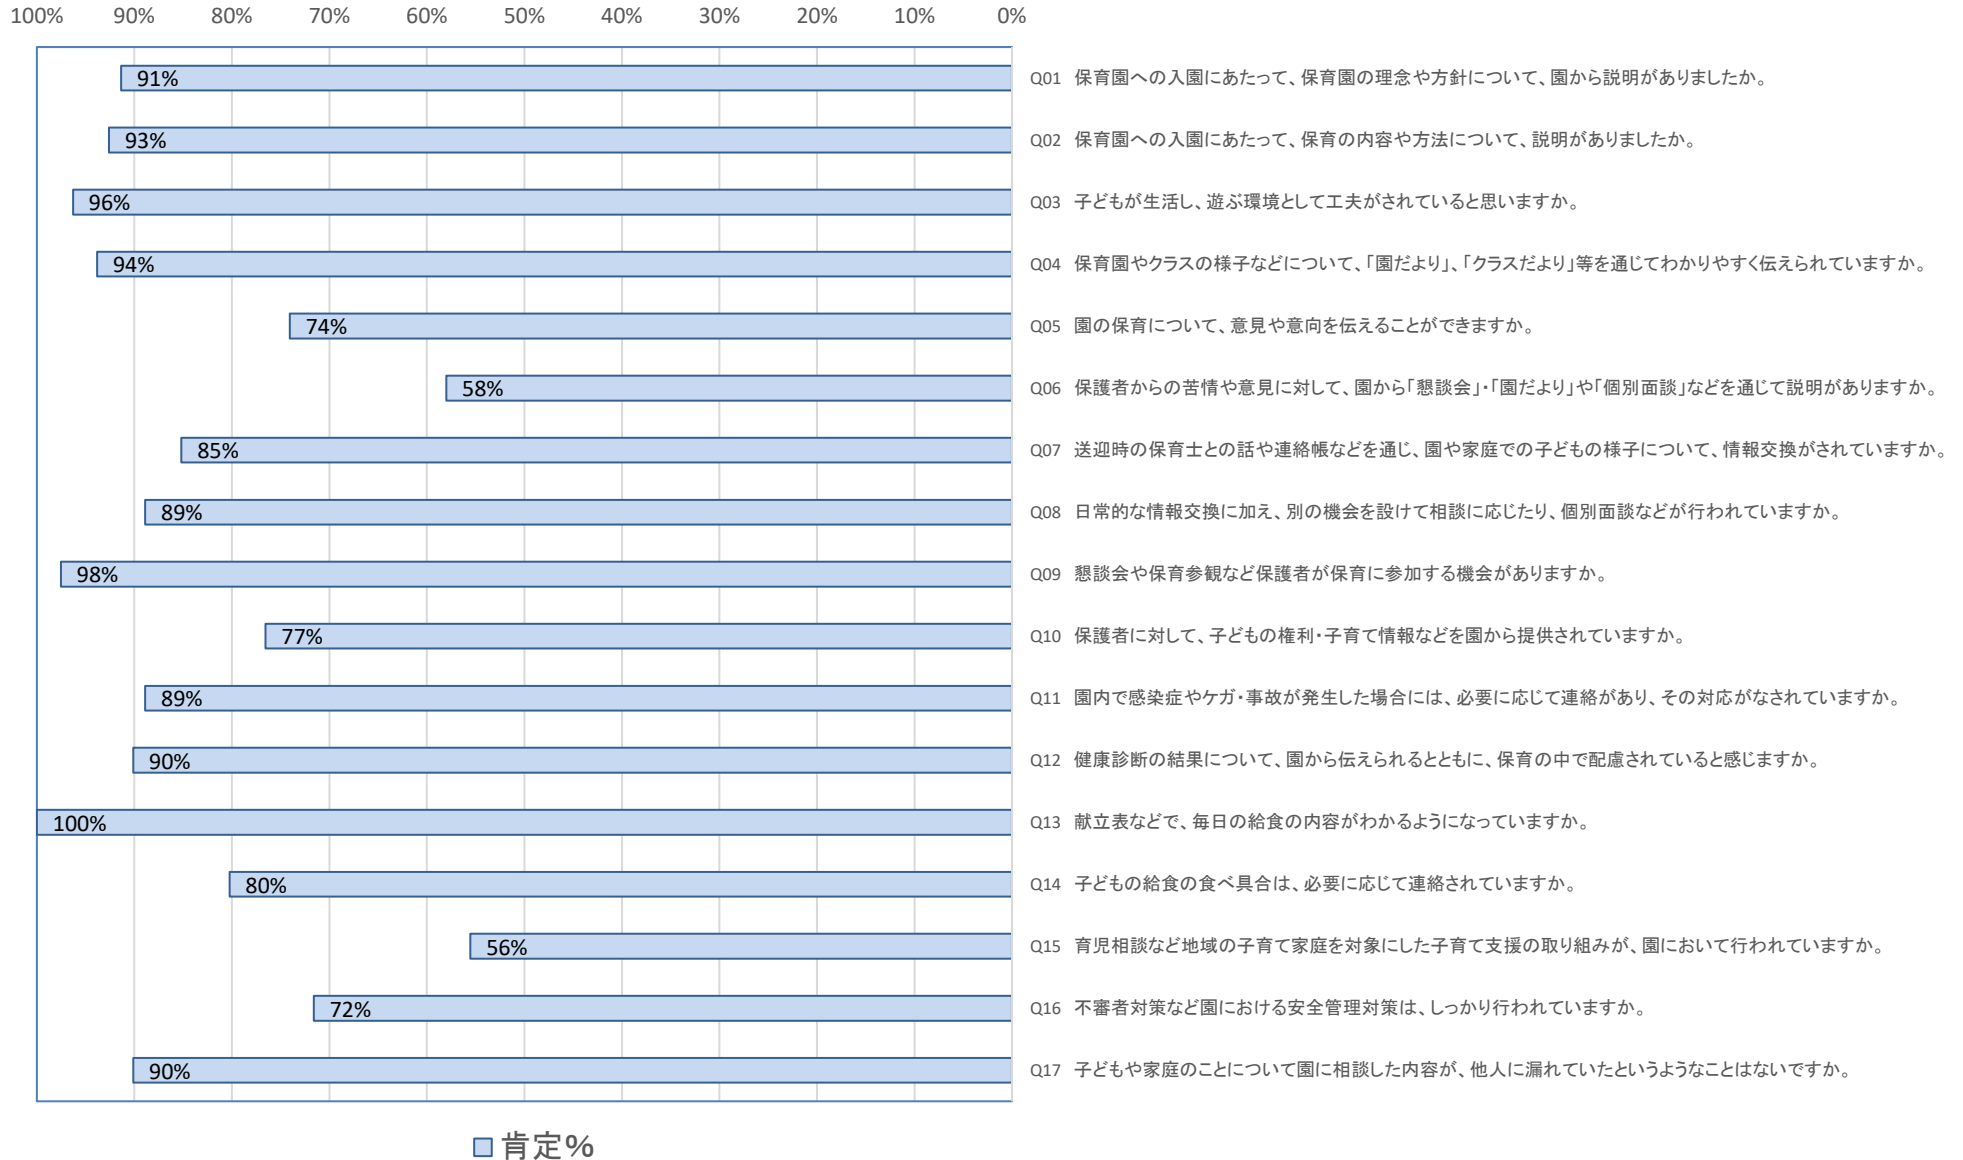 100% 90% 80% 70% 60% 50% 40% 30% 20% 10% 0%
91% Q01 保育園への入園にあたって、保育園の理念や方針について、園から説明がありましたか。
93% Q02 保育園への入園にあたって、保育の内容や方法について、説明がありましたか。
96% Q03 子どもが生活し、遊ぶ環境として工夫がされていると思いますか。
94% Q04 保育園やクラスの様子などについて、「園だより」、「クラスだより」等を通じてわかりやすく伝えられていますか。
74% Q05 園の保育について、意見や意向を伝えることができますか。
58% Q06 保護者からの苦情や意見に対して、園から「懇談会」・「園だより」や「個別面談」などを通じて説明がありますか。
85% Q07 送迎時の保育士との話や連絡帳などを通じ、園や家庭での子どもの様子について、情報交換がされていますか。
89% Q08 日常的な情報交換に加え、別の機会を設けて相談に応じたり、個別面談などが行われていますか。
98% Q09 懇談会や保育参観など保護者が保育に参加する機会がありますか。
77% Q10 保護者に対して、子どもの権利・子育て情報などを園から提供されていますか。
89% Q11 園内で感染症やケガ・事故が発生した場合には、必要に応じて連絡があり、その対応がなされていますか。
90% Q12 健康診断の結果について、園から伝えられるとともに、保育の中で配慮されていると感じますか。
100% Q13 献立表などで、毎日の給食の内容がわかるようになっていますか。
80% Q14 子どもの給食の食べ具合は、必要に応じて連絡されていますか。
56% Q15 育児相談など地域の子育て家庭を対象にした子育て支援の取り組みが、園において行われていますか。
72% Q16 不審者対策など園における安全管理対策は、しっかり行われていますか。
90% Q17 子どもや家庭のことについて園に相談した内容が、他人に漏れていたというようなことはないですか。
肯定%